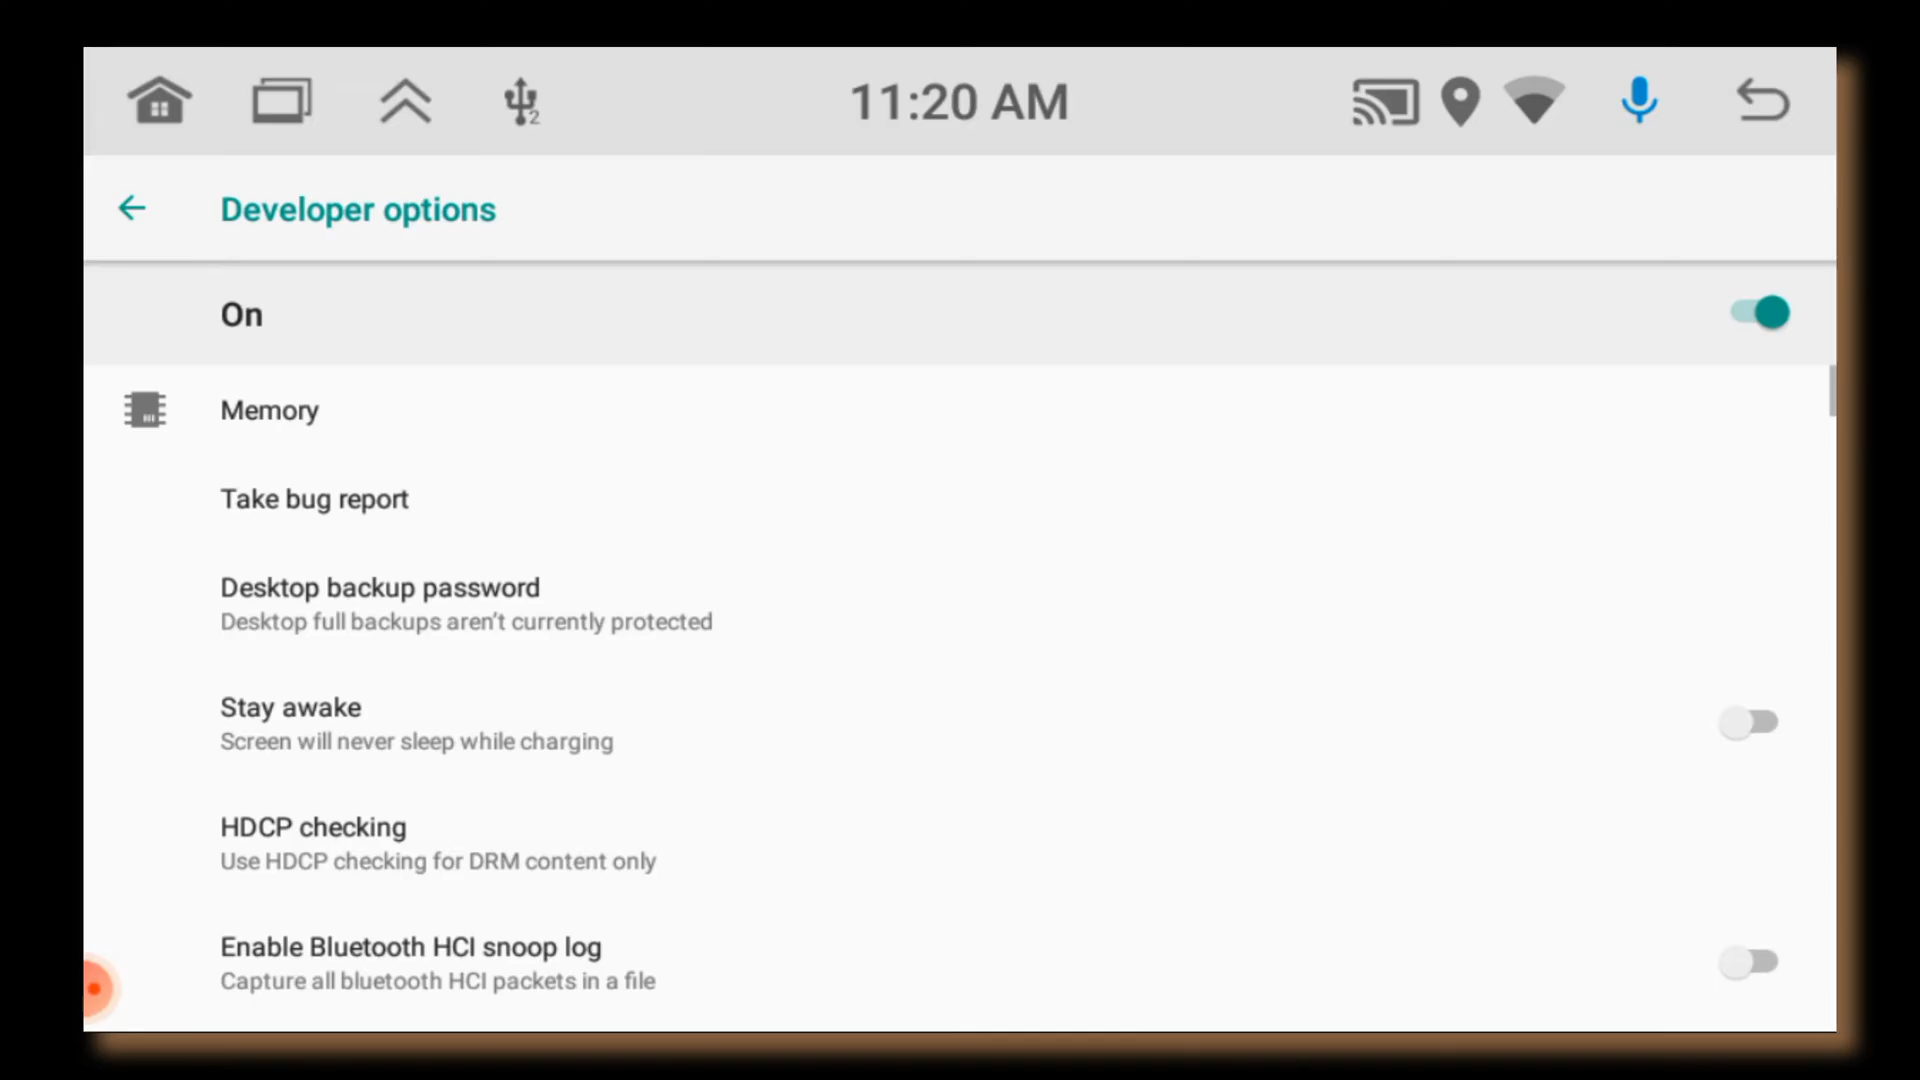 2
11:20 AM
Developer options
On
Memory
Take bug report
Desktop backup password
Desktop full backups aren't currently protected
Stay awake
Screen will never sleep while charging
HDCP checking
Use HDCP checking for DRM content only
Enable Bluetooth HCI snoop log
Capture all bluetooth HCI packets in a file